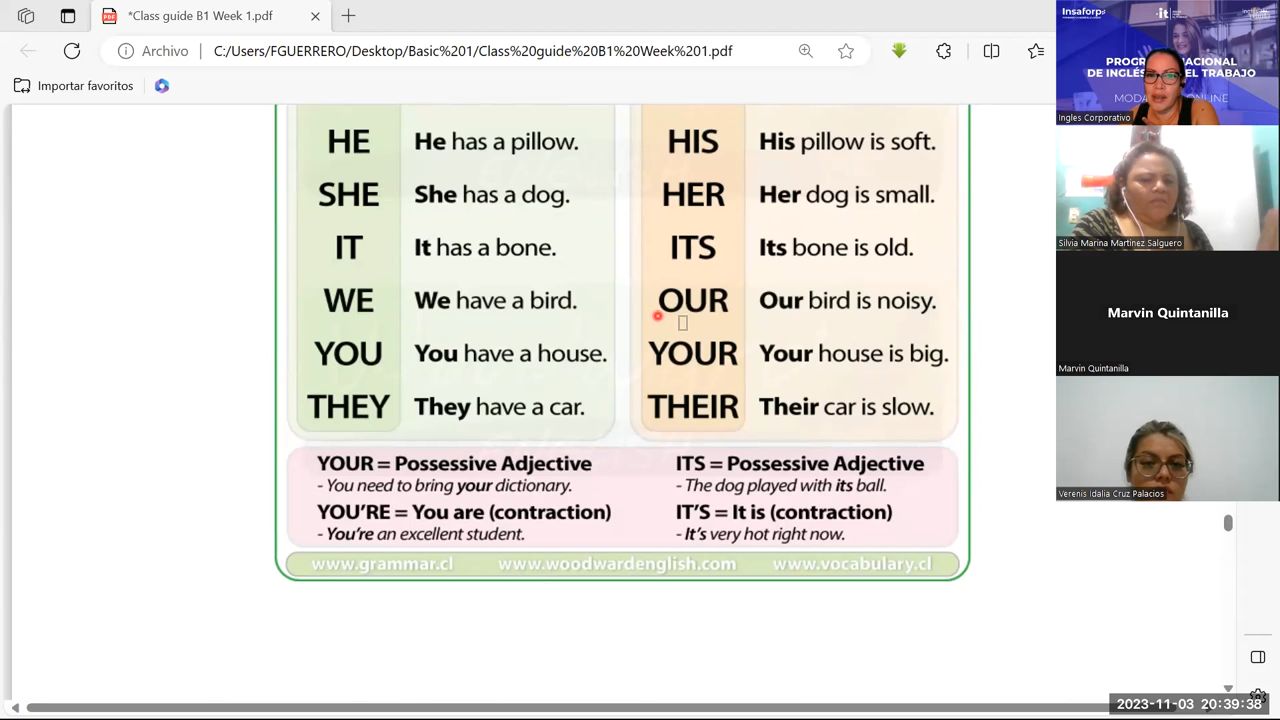 *Class guide B1 Week 1.pdf
Archivo
C:/Users/FGUERRERO/Desktop/Basic%201/Class%20guide%20B1%20Week%201.pdf
Importar favoritos
HE He has a pillow. HIS His pillow is soft.
SHE She has a dog. HER Her dog is small.
IT It has a bone. ITS Its bone is old.
WE We have a bird. OUR Our bird is noisy.
YOU You have a house. YOUR Your house is big.
THEY They have a car. THEIR Their car is slow.
YOUR = Possessive Adjective
- You need to bring your dictionary.
YOU'RE = You are (contraction)
- You're an excellent student.
ITS = Possessive Adjective
- The dog played with its ball.
IT'S = It is (contraction)
- It's very hot right now.
www.grammar.cl www.woodwardenglish.com www.vocabulary.cl
Insaforp
Ingles Corporativo
Silvia Marina Martinez Salguero
Marvin Quintanilla
Marvin Quintanilla
Verenis Idalia Cruz Palacios
2023-11-03 20:39:38